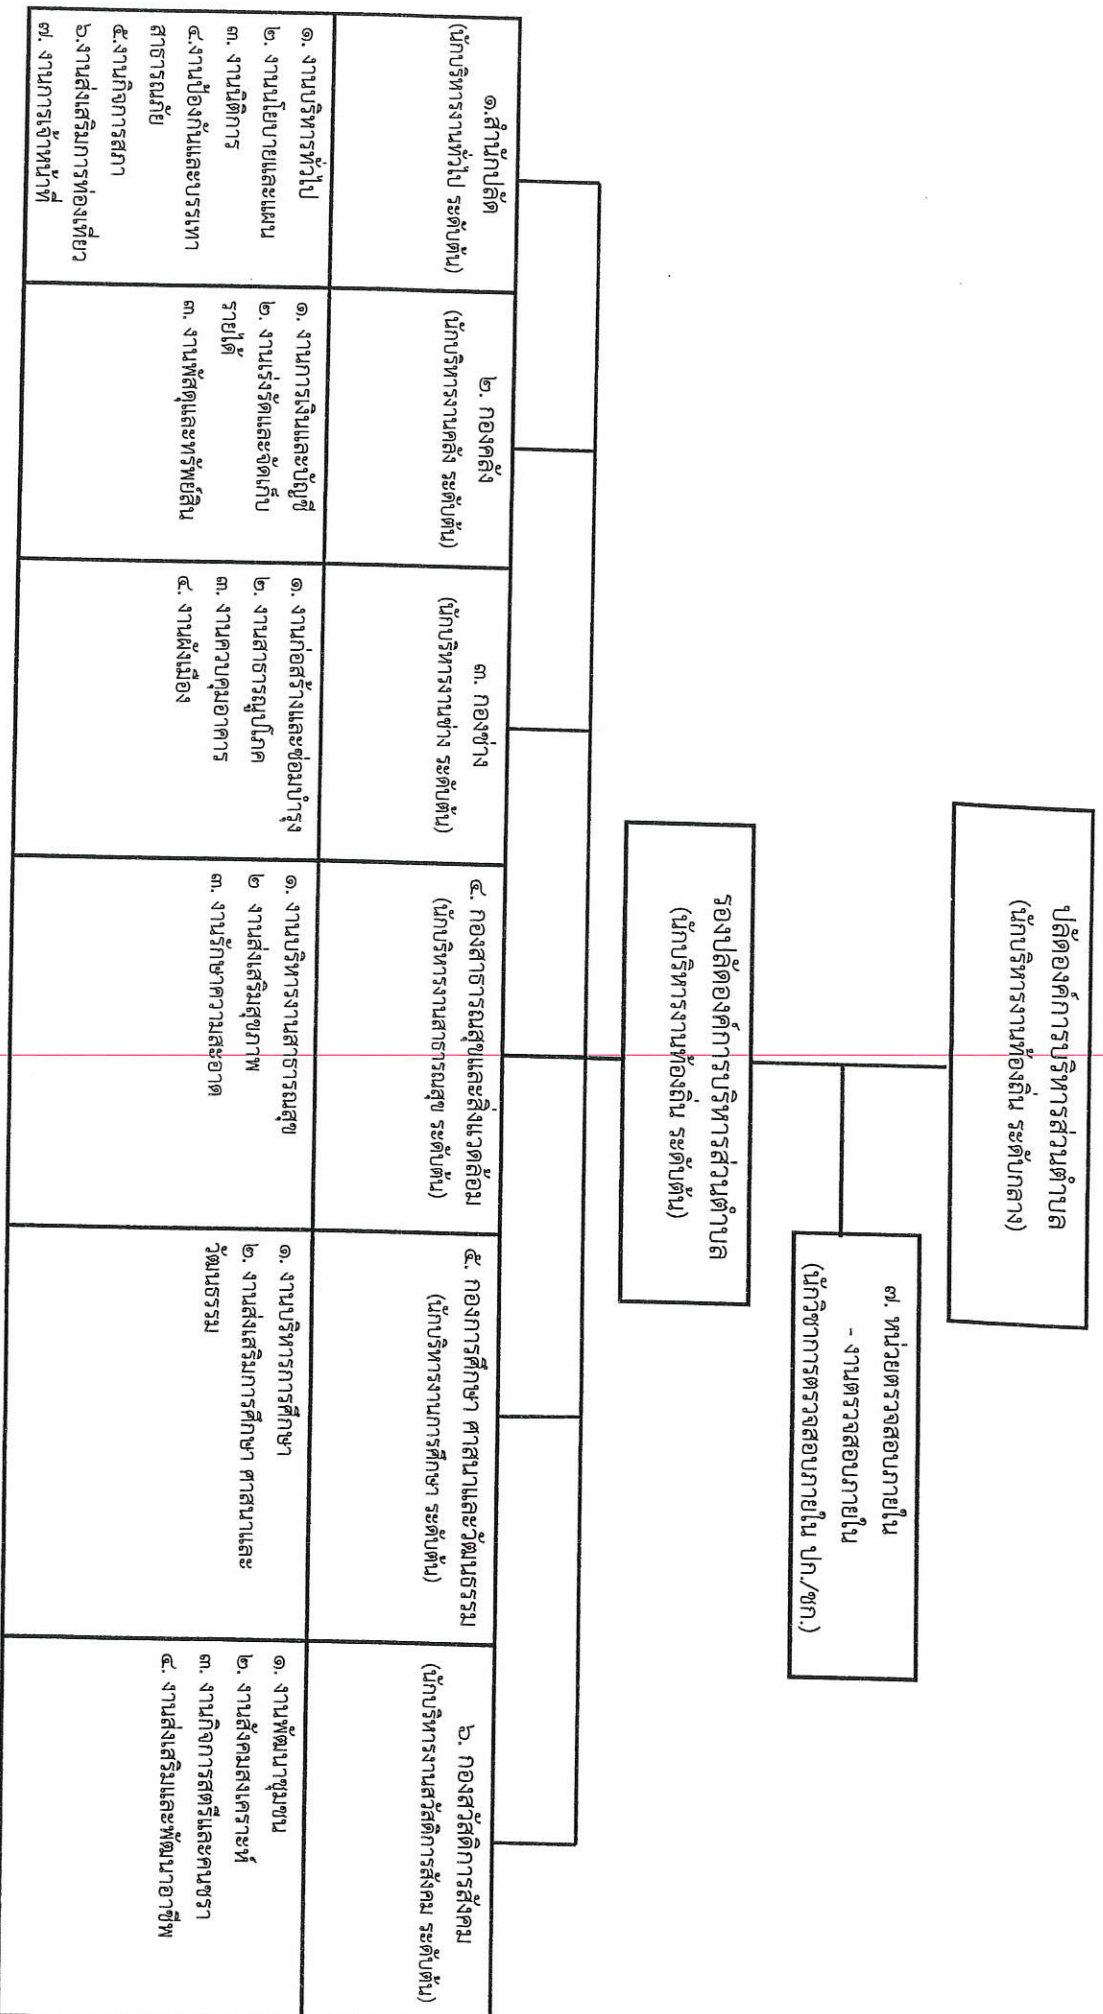 ปลัดองค์การบริหารส่วนตำบล
(นักบริหารงานท้องถิ่น ระดับกลาง)
๗. หน่วยตรวจสอบภายใน
- งานตรวจสอบภายใน
(นักวิชาการตรวจสอบภายใน ปก./ชก.)
รองปลัดองค์การบริหารส่วนตำบล
(นักบริหารงานท้องถิ่น ระดับต้น)
๑.สำนักปลัด
(นักบริหารงานทั่วไป ระดับต้น)
๑. งานบริหารทั่วไป
๒. งานนโยบายและแผน
๓. งานนิติการ
๔.งานป้องกันและบรรเทา
สาธารณภัย
๕.งานกิจการสภา
๖.งานส่งเสริมการท่องเที่ยว
๗. งานการเจ้าหน้าที่
๒. กองคลัง
(นักบริหารงานคลัง ระดับต้น)
๑. งานการเงินและบัญชี
๒. งานเร่งรัดและจัดเก็บ
รายได้
๓. งานพัสดุและทรัพย์สิน
๓. กองช่าง
(นักบริหารงานช่าง ระดับต้น)
๑. งานก่อสร้างและซ่อมบำรุง
๒. งานสาธารณูปโภค
๓. งานควบคุมอาคาร
๔. งานผังเมือง
๔. กองสาธารณสุขและสิ่งแวดล้อม
(นักบริหารงานสาธารณสุข ระดับต้น)
๑. งานบริหารงานสาธารณสุข
๒ งานส่งเสริมสุขภาพ
๓. งานรักษาความสะอาด
๕. กองการศึกษา ศาสนาและวัฒนธรรม
(นักบริหารงานการศึกษา ระดับต้น)
๑. งานบริหารการศึกษา
๒. งานส่งเสริมการศึกษา ศาสนาและ
วัฒนธรรม
๖. กองสวัสดิการสังคม
(นักบริหารงานสวัสดิการสังคม ระดับต้น)
๑. งานพัฒนาชุมชน
๒. งานสังคมสงเคราะห์
๓. งานกิจการสตรีและคนชรา
๔. งานส่งเสริมและพัฒนาอาชีพ